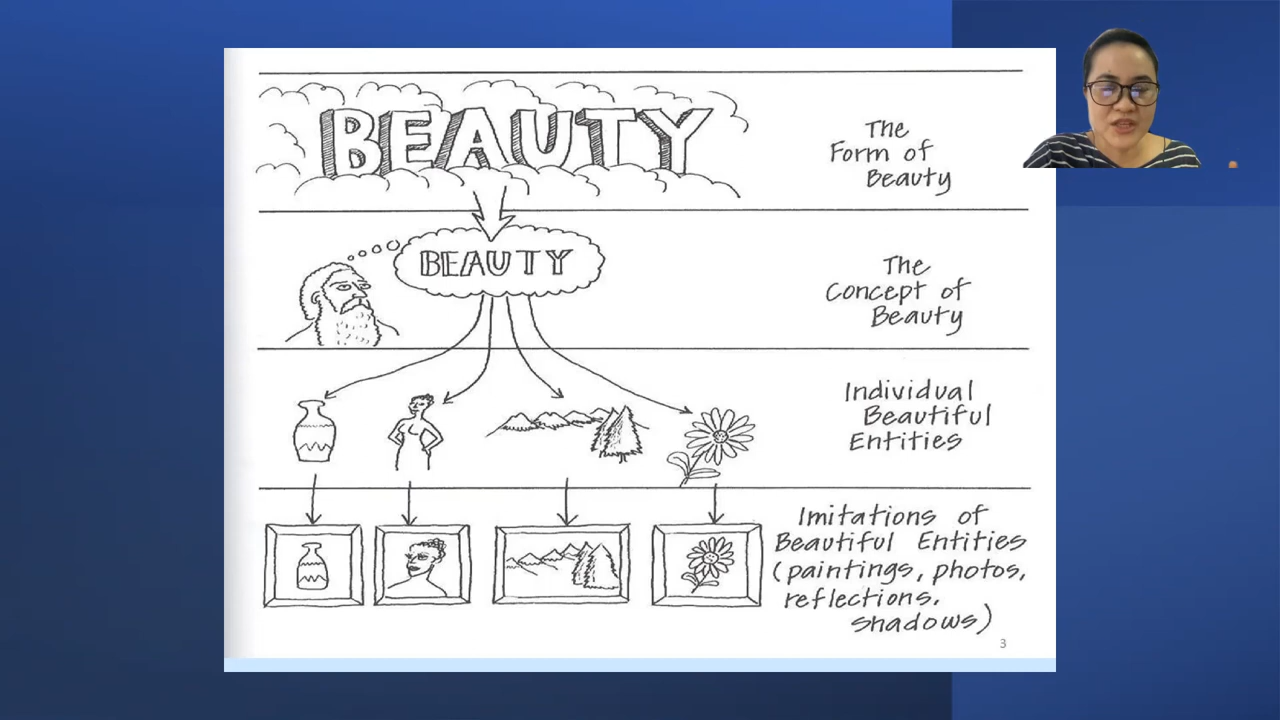 BEAUTY
The
Form of
Beauty
BEAUTY
The
Concept of
Beauty
Individual
Beautiful
Entities
Imitations of
Beautiful Entities
(paintings, photos,
reflections,
shadows)
3